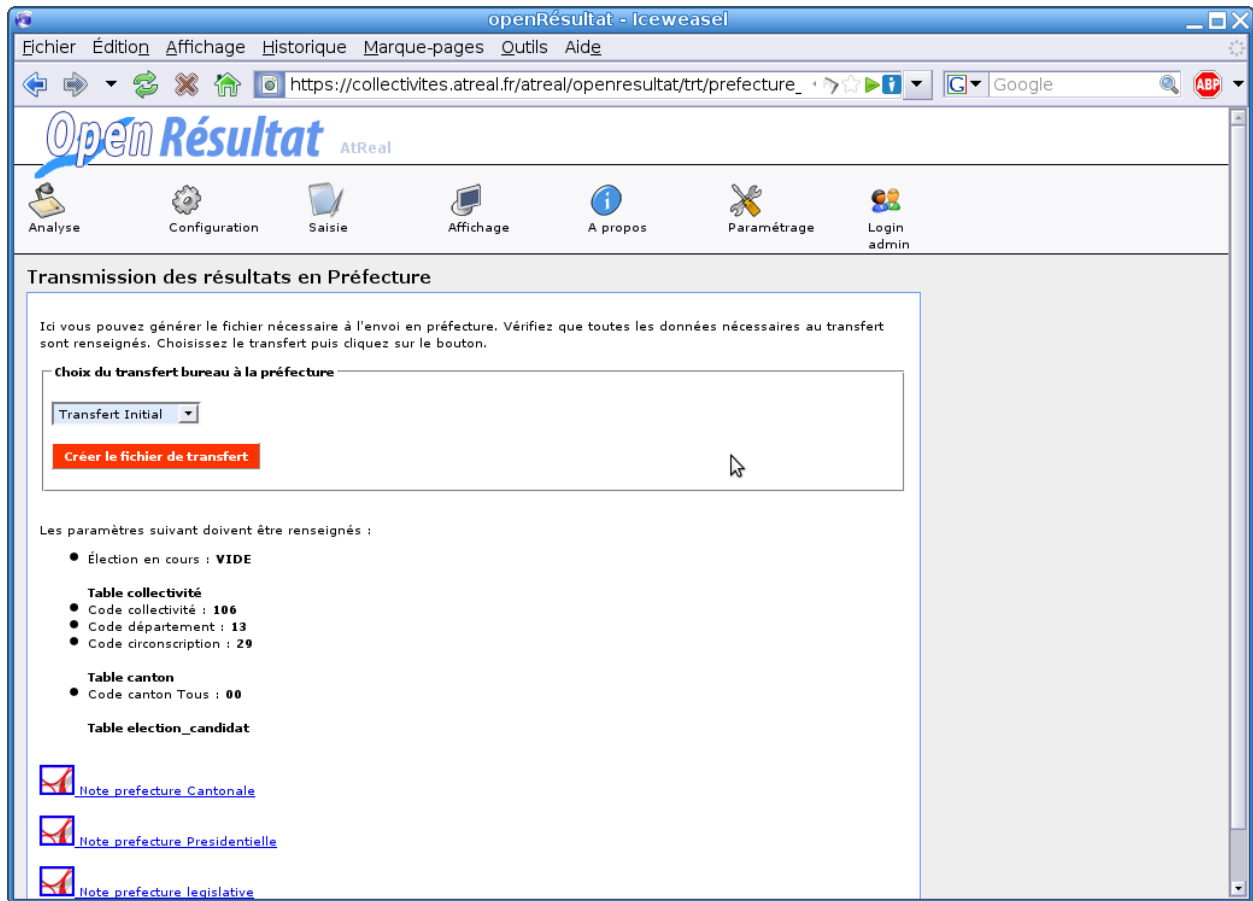 openRésultat - Iceweasel
Fichier Édition Affichage Historique Marque-pages Outils Aide
https://collectivites.atreal.fr/atreal/openresultat/trt/prefecture_ G Google ABP
Open Résultat AtReal
Analyse Configuration Saisie Affichage A propos Paramétrage Login admin
Transmission des résultats en Préfecture
Ici vous pouvez générer le fichier nécessaire à l'envoi en préfecture. Vérifiez que toutes les données nécessaires au transfert
sont renseignés. Choisissez le transfert puis cliquez sur le bouton.
Choix du transfert bureau à la préfecture
Transfert Initial
Créer le fichier de transfert
Les paramètres suivant doivent être renseignés :
Élection en cours : VIDE
Table collectivité
Code collectivité : 106
Code département : 13
Code circonscription : 29
Table canton
Code canton Tous : 00
Table election_candidat
Note prefecture Cantonale
Note prefecture Presidentielle
Note prefecture legislative